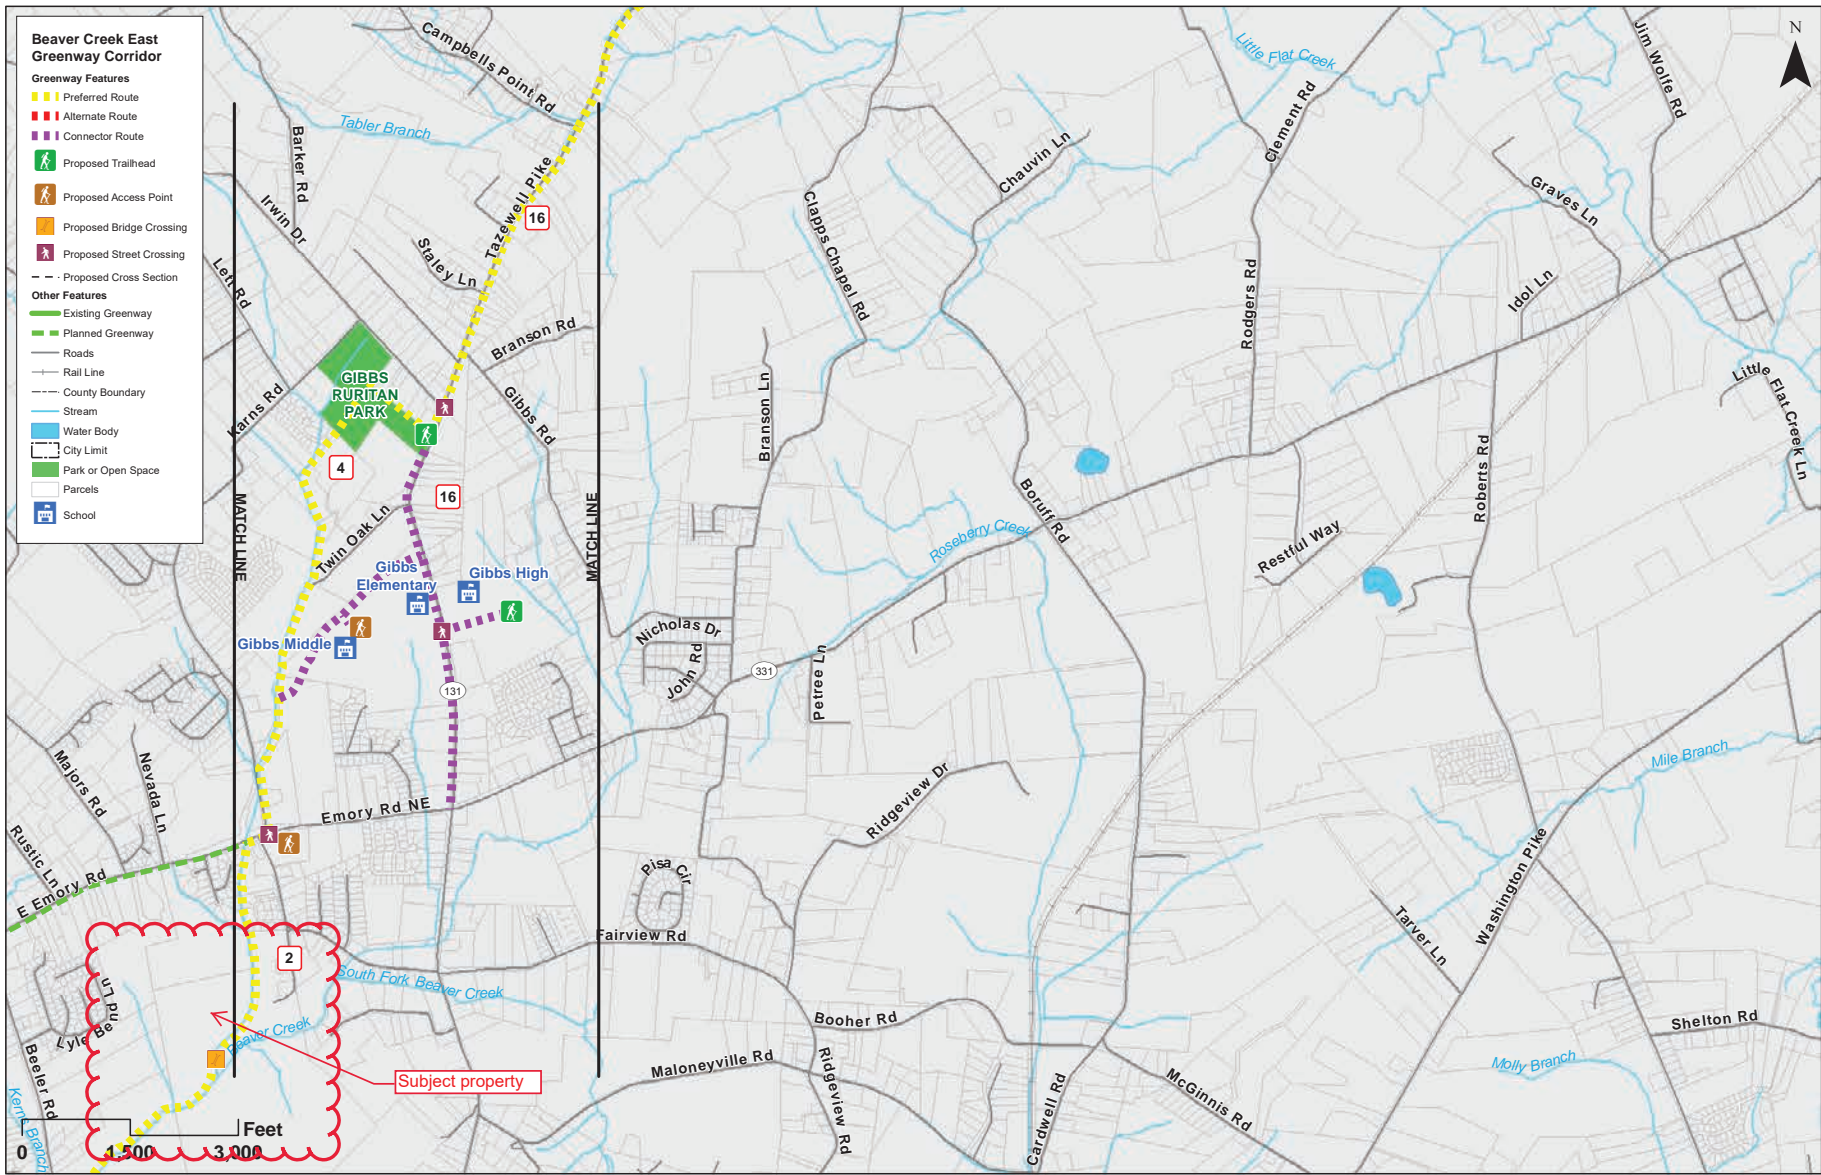 Beaver Creek East
Greenway Corridor
Greenway Features
Preferred Route
Alternate Route
Connector Route
Proposed Trailhead
Proposed Access Point
Proposed Bridge Crossing
Proposed Street Crossing
Proposed Cross Section
Other Features
Existing Greenway
Planned Greenway
Roads
Rail Line
County Boundary
Stream
Water Body
City Limit
Park or Open Space
Parcels
School
N
Campbells Point Rd
Tabler Branch
Barker Rd
Irwin Dr
Lett Rd
Tazewell Pike
16
Staley Ln
Branson Rd
Gibbs Rd
Karns Rd
GIBBS
RURITAN
PARK
4
16
MATCH LINE
MATCH LINE
Twin Oak Ln
Gibbs
Elementary
Gibbs High
Gibbs Middle
131
Majors Rd
Nevada Ln
Rustic Ln
E Emory Rd
Emory Rd NE
2
South Fork Beaver Creek
Beaver Creek
Lyle Be
nd Ln
Beeler Rd
Kerns Branch
Subject property
0
1,500
3,000
Feet
Little Flat Creek
Clement Rd
Jim Wolfe Rd
Chauvin Ln
Clapps Chapel Rd
Graves Ln
Rodgers Rd
Idol Ln
Little Flat Creek Ln
Branson Ln
Boruff Rd
Roseberry Creek
Roberts Rd
Restful Way
Nicholas Dr
John Rd
331
Petree Ln
Ridgeview Dr
Mile Branch
Pisa Cir
Fairview Rd
Washington Pike
Tarver Ln
Booher Rd
Shelton Rd
Maloneyville Rd
Ridgeview Rd
Cardwell Rd
McGinnis Rd
Molly Branch